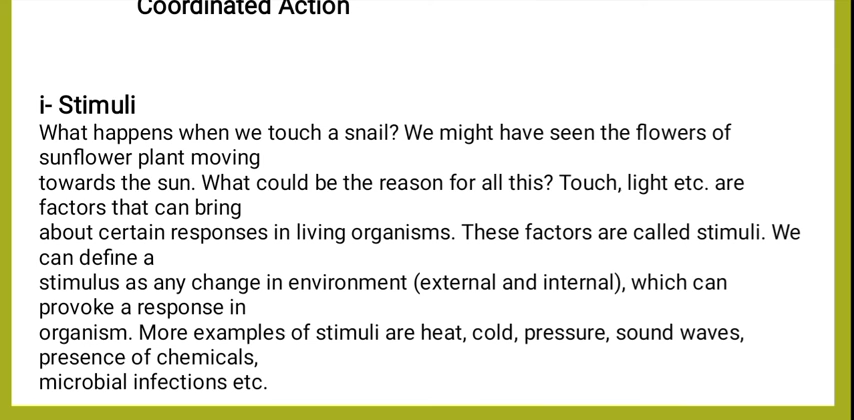 Coordinated Action
i- Stimuli
What happens when we touch a snail? We might have seen the flowers of
sunflower plant moving
towards the sun. What could be the reason for all this? Touch, light etc. are
factors that can bring
about certain responses in living organisms. These factors are called stimuli. We
can define a
stimulus as any change in environment (external and internal), which can
provoke a response in
organism. More examples of stimuli are heat, cold, pressure, sound waves,
presence of chemicals,
microbial infections etc.